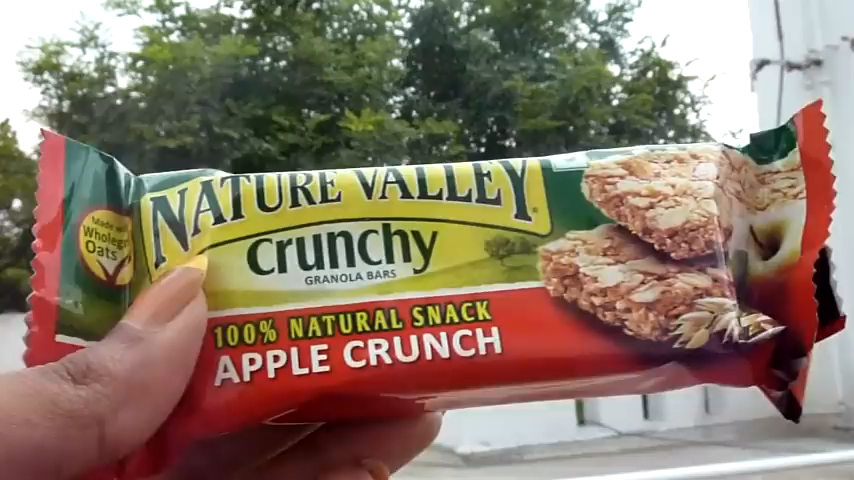 Made with
Wholegrain
Oats
NATURE VALLEY
Crunchy
GRANOLA BARS
100% NATURAL SNACK
APPLE CRUNCH